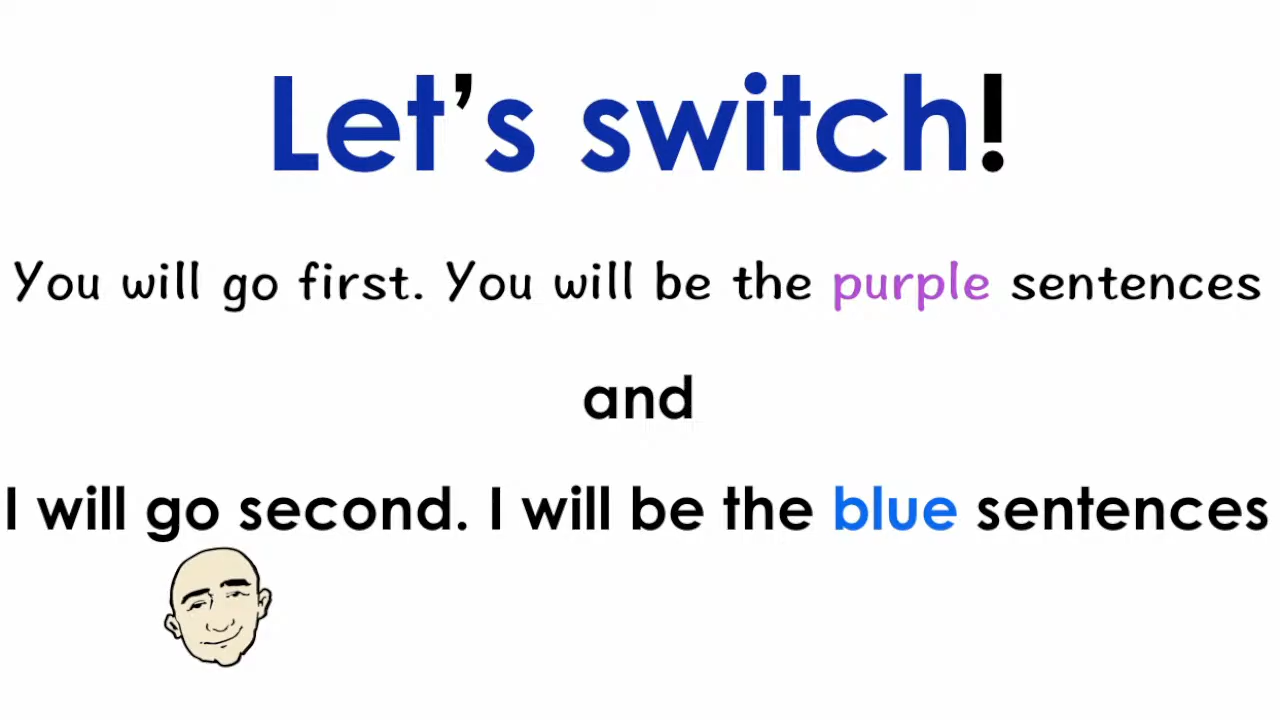 Let’s switch!
You will go first. You will be the purple sentences
and
I will go second. I will be the blue sentences